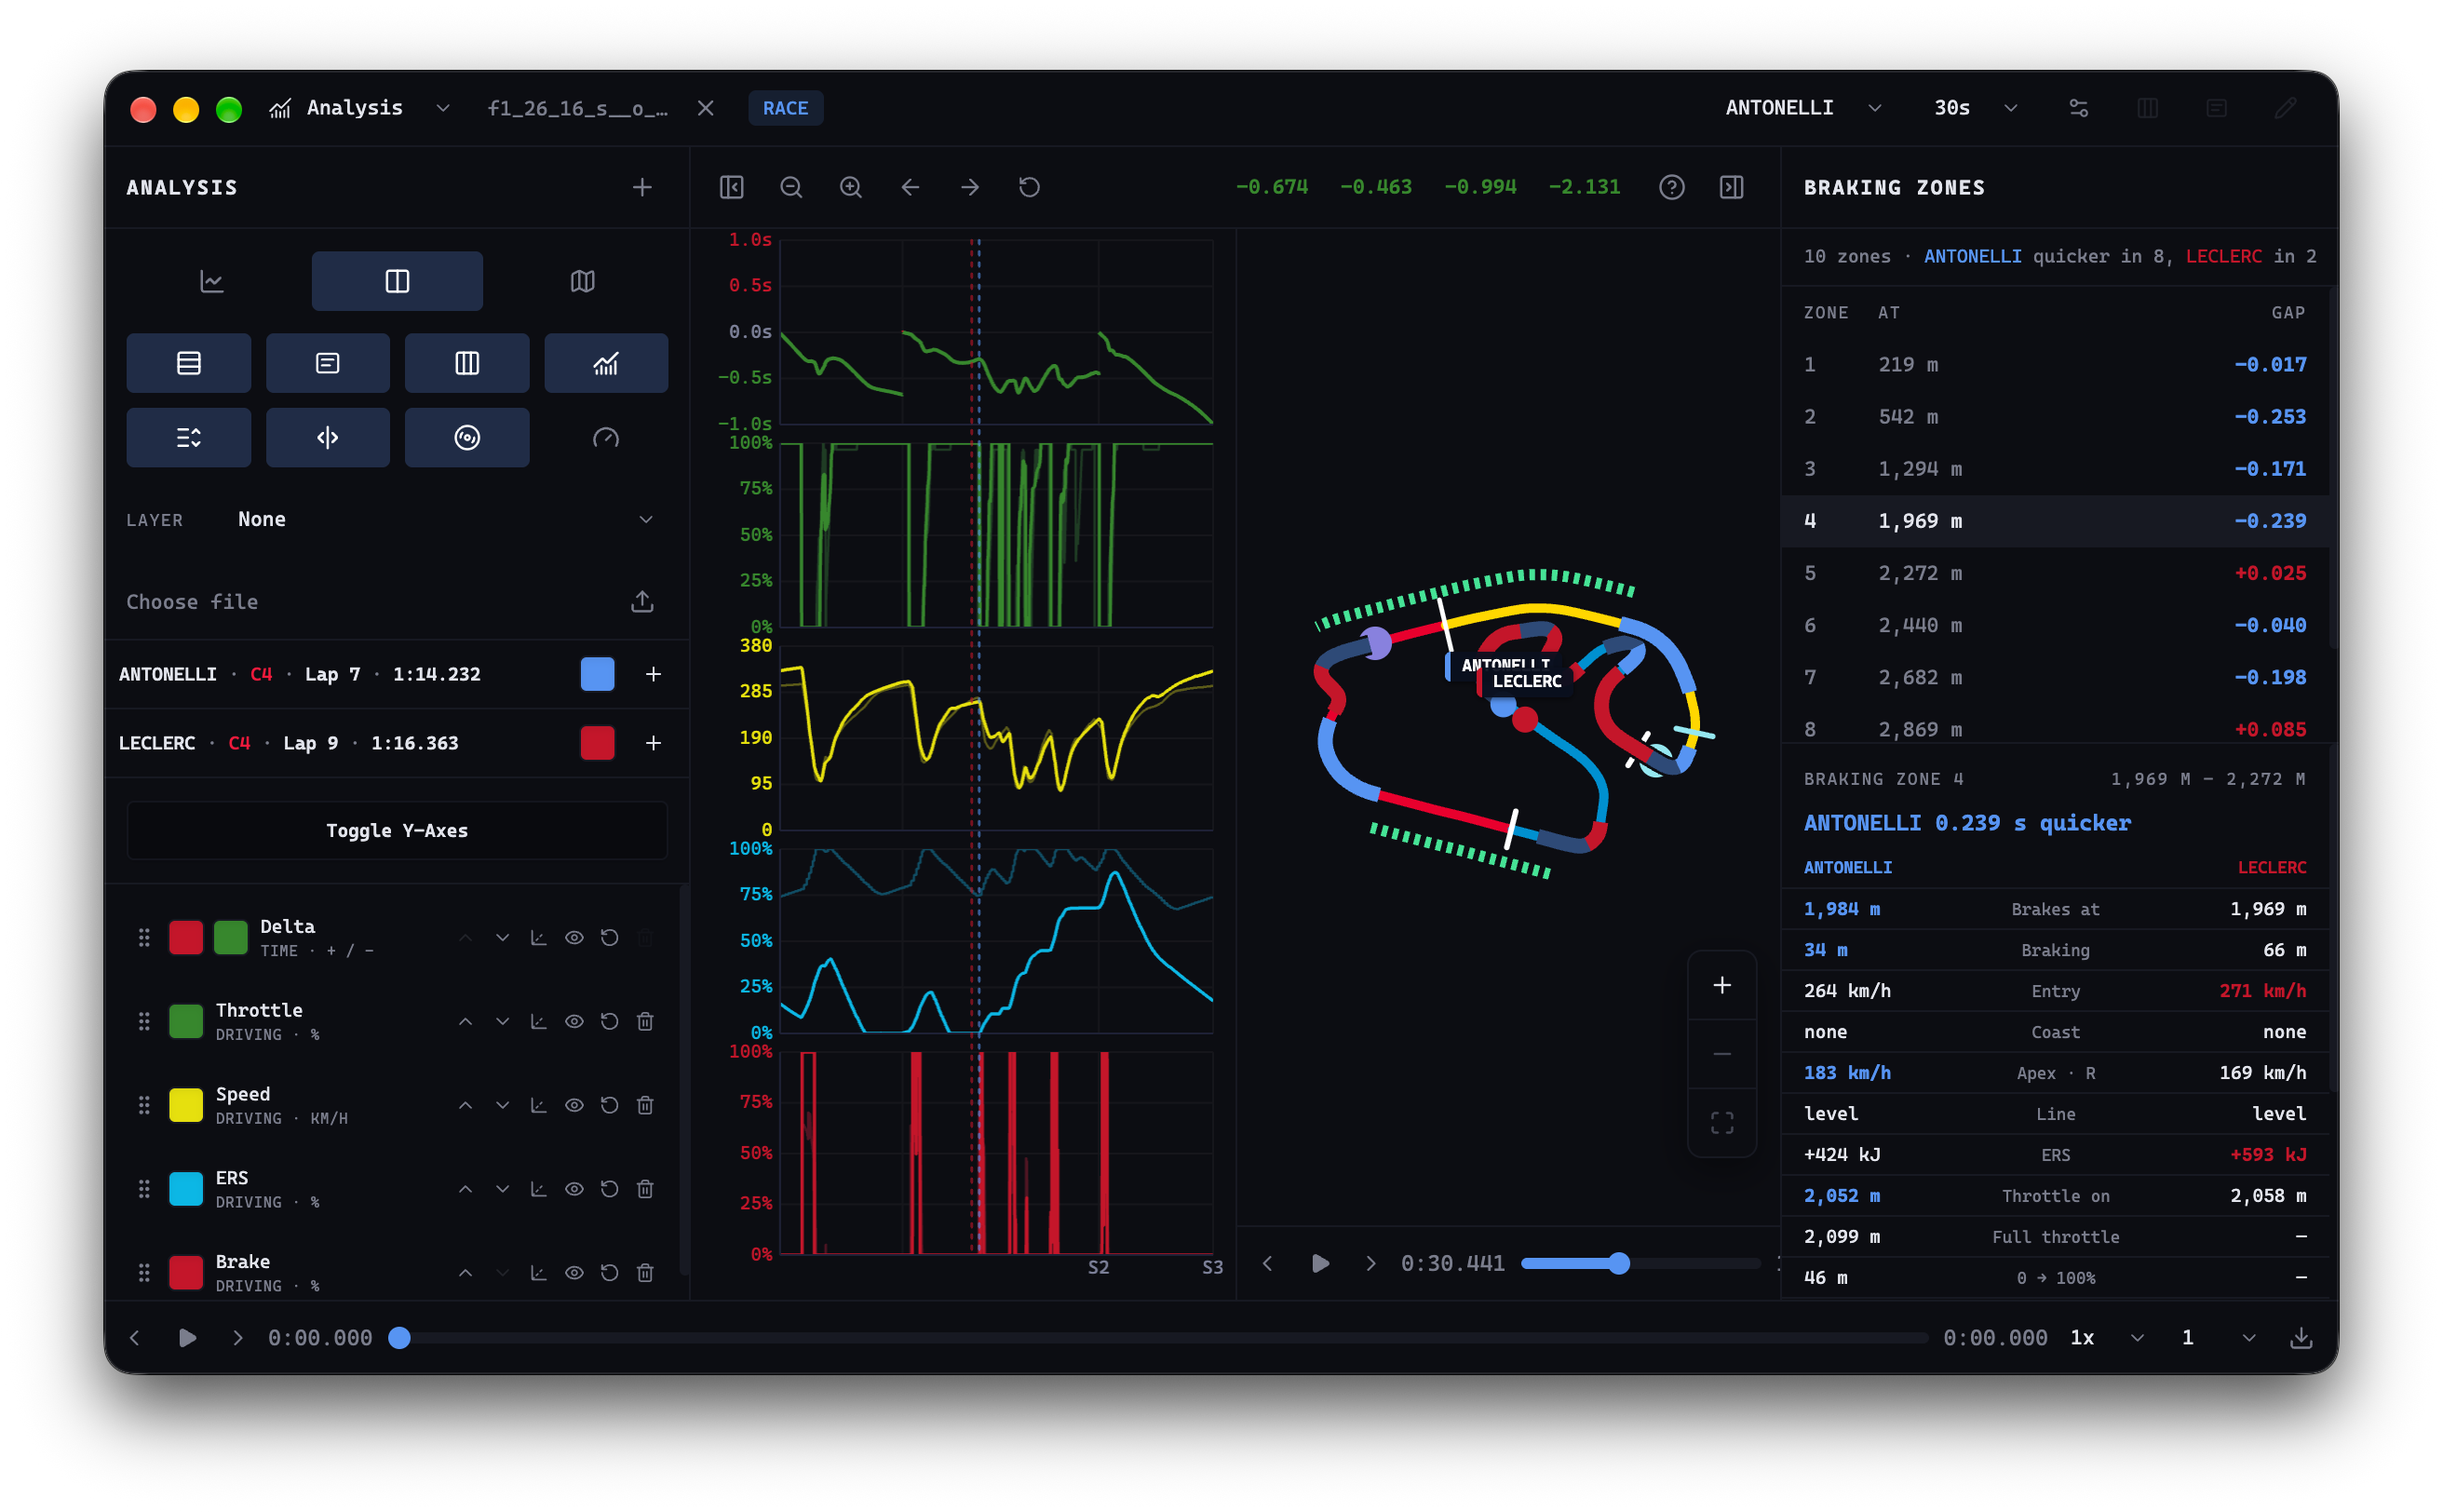 Analysis
f1_26_16_s__o_…
RACE
ANTONELLI
30s
ANALYSIS
LAYER
None
Choose file
ANTONELLI · C4 · Lap 7 · 1:14.232
LECLERC · C4 · Lap 9 · 1:16.363
Toggle Y-Axes
Delta
TIME · + / −
Throttle
DRIVING · %
Speed
DRIVING · KM/H
ERS
DRIVING · %
Brake
DRIVING · %
−0.674 −0.463 −0.994 −2.131
1.0s
0.5s
0.0s
−0.5s
−1.0s
100%
75%
50%
25%
0%
380
285
190
95
0
100%
75%
50%
25%
0%
100%
75%
50%
25%
0%
S2 S3
ANTONELLI
LECLERC
0:30.441
BRAKING ZONES
10 zones · ANTONELLI quicker in 8, LECLERC in 2
ZONE AT GAP
1 219 m −0.017
2 542 m −0.253
3 1,294 m −0.171
4 1,969 m −0.239
5 2,272 m +0.025
6 2,440 m −0.040
7 2,682 m −0.198
8 2,869 m +0.085
BRAKING ZONE 4 1,969 M − 2,272 M
ANTONELLI 0.239 s quicker
ANTONELLI LECLERC
1,984 m Brakes at 1,969 m
34 m Braking 66 m
264 km/h Entry 271 km/h
none Coast none
183 km/h Apex · R 169 km/h
level Line level
+424 kJ ERS +593 kJ
2,052 m Throttle on 2,058 m
2,099 m Full throttle −
46 m 0 → 100% −
0:00.000
0:00.000 1x 1